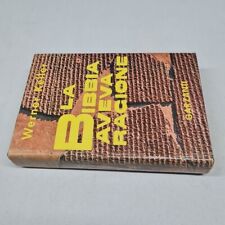 Werner Keller
LA
BIBBIA
AVEVA
RAGIONE
GARZANTI